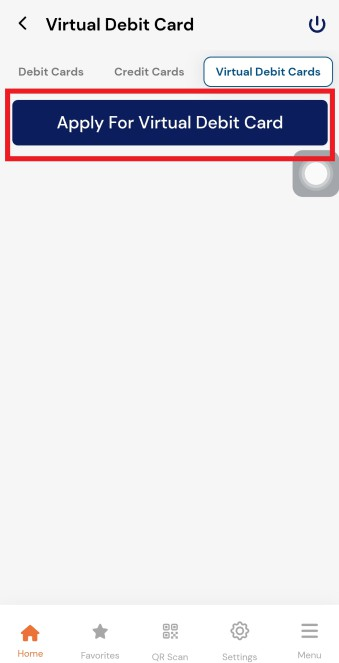 Virtual Debit Card
Debit Cards Credit Cards Virtual Debit Cards
Apply For Virtual Debit Card
Home Favorites QR Scan Settings Menu